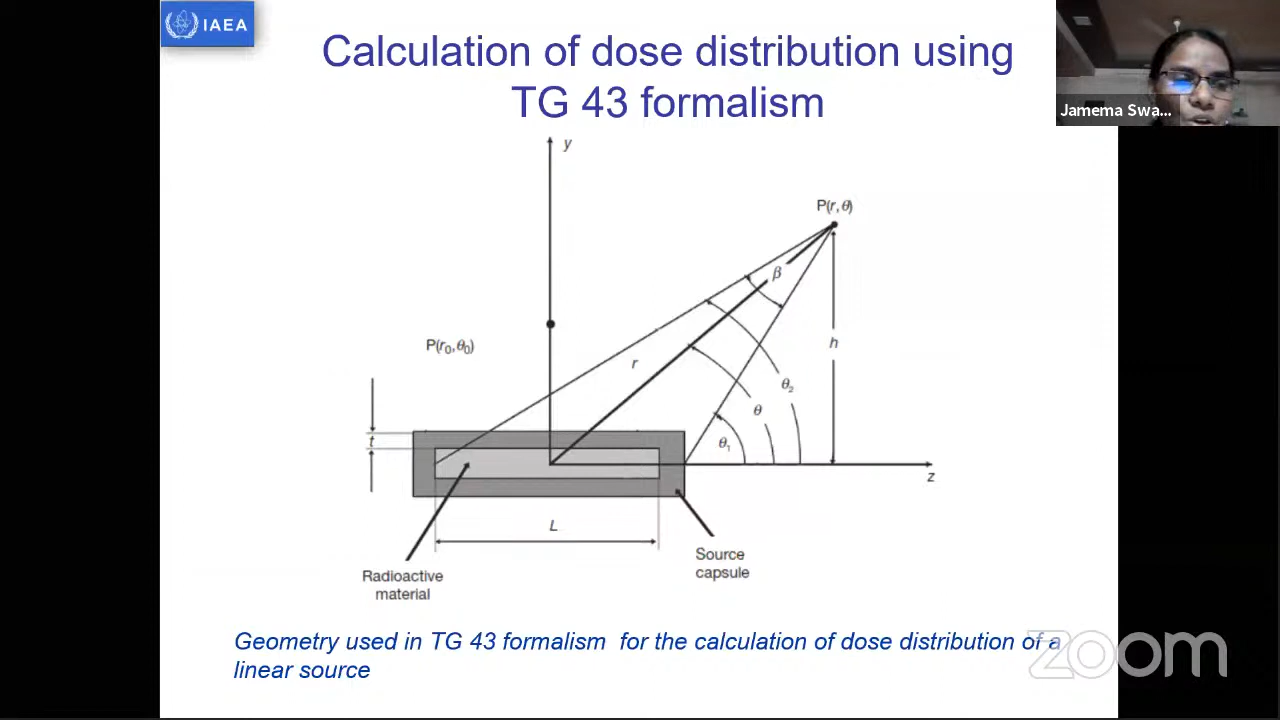 IAEA
Calculation of dose distribution using
TG 43 formalism
Jamema Swa...
y
P(r, θ)
β
P(r₀,θ₀)
h
r
θ₂
t
θ
θ₁
z
L
Source
capsule
Radioactive
material
Geometry used in TG 43 formalism for the calculation of dose distribution of a
linear source
zoom